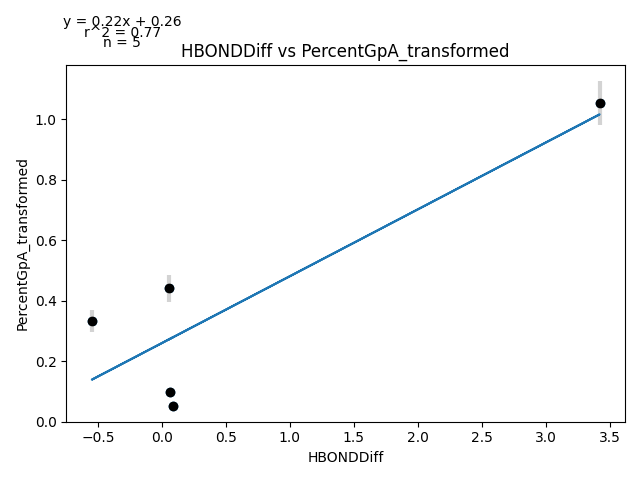 y = 0.22x + 0.26
r^2 = 0.77
n = 5
HBONDDiff vs PercentGpA_transformed
PercentGpA_transformed
1.0
0.8
0.6
0.4
0.2
0.0
−0.5 0.0 0.5 1.0 1.5 2.0 2.5 3.0 3.5
HBONDDiff